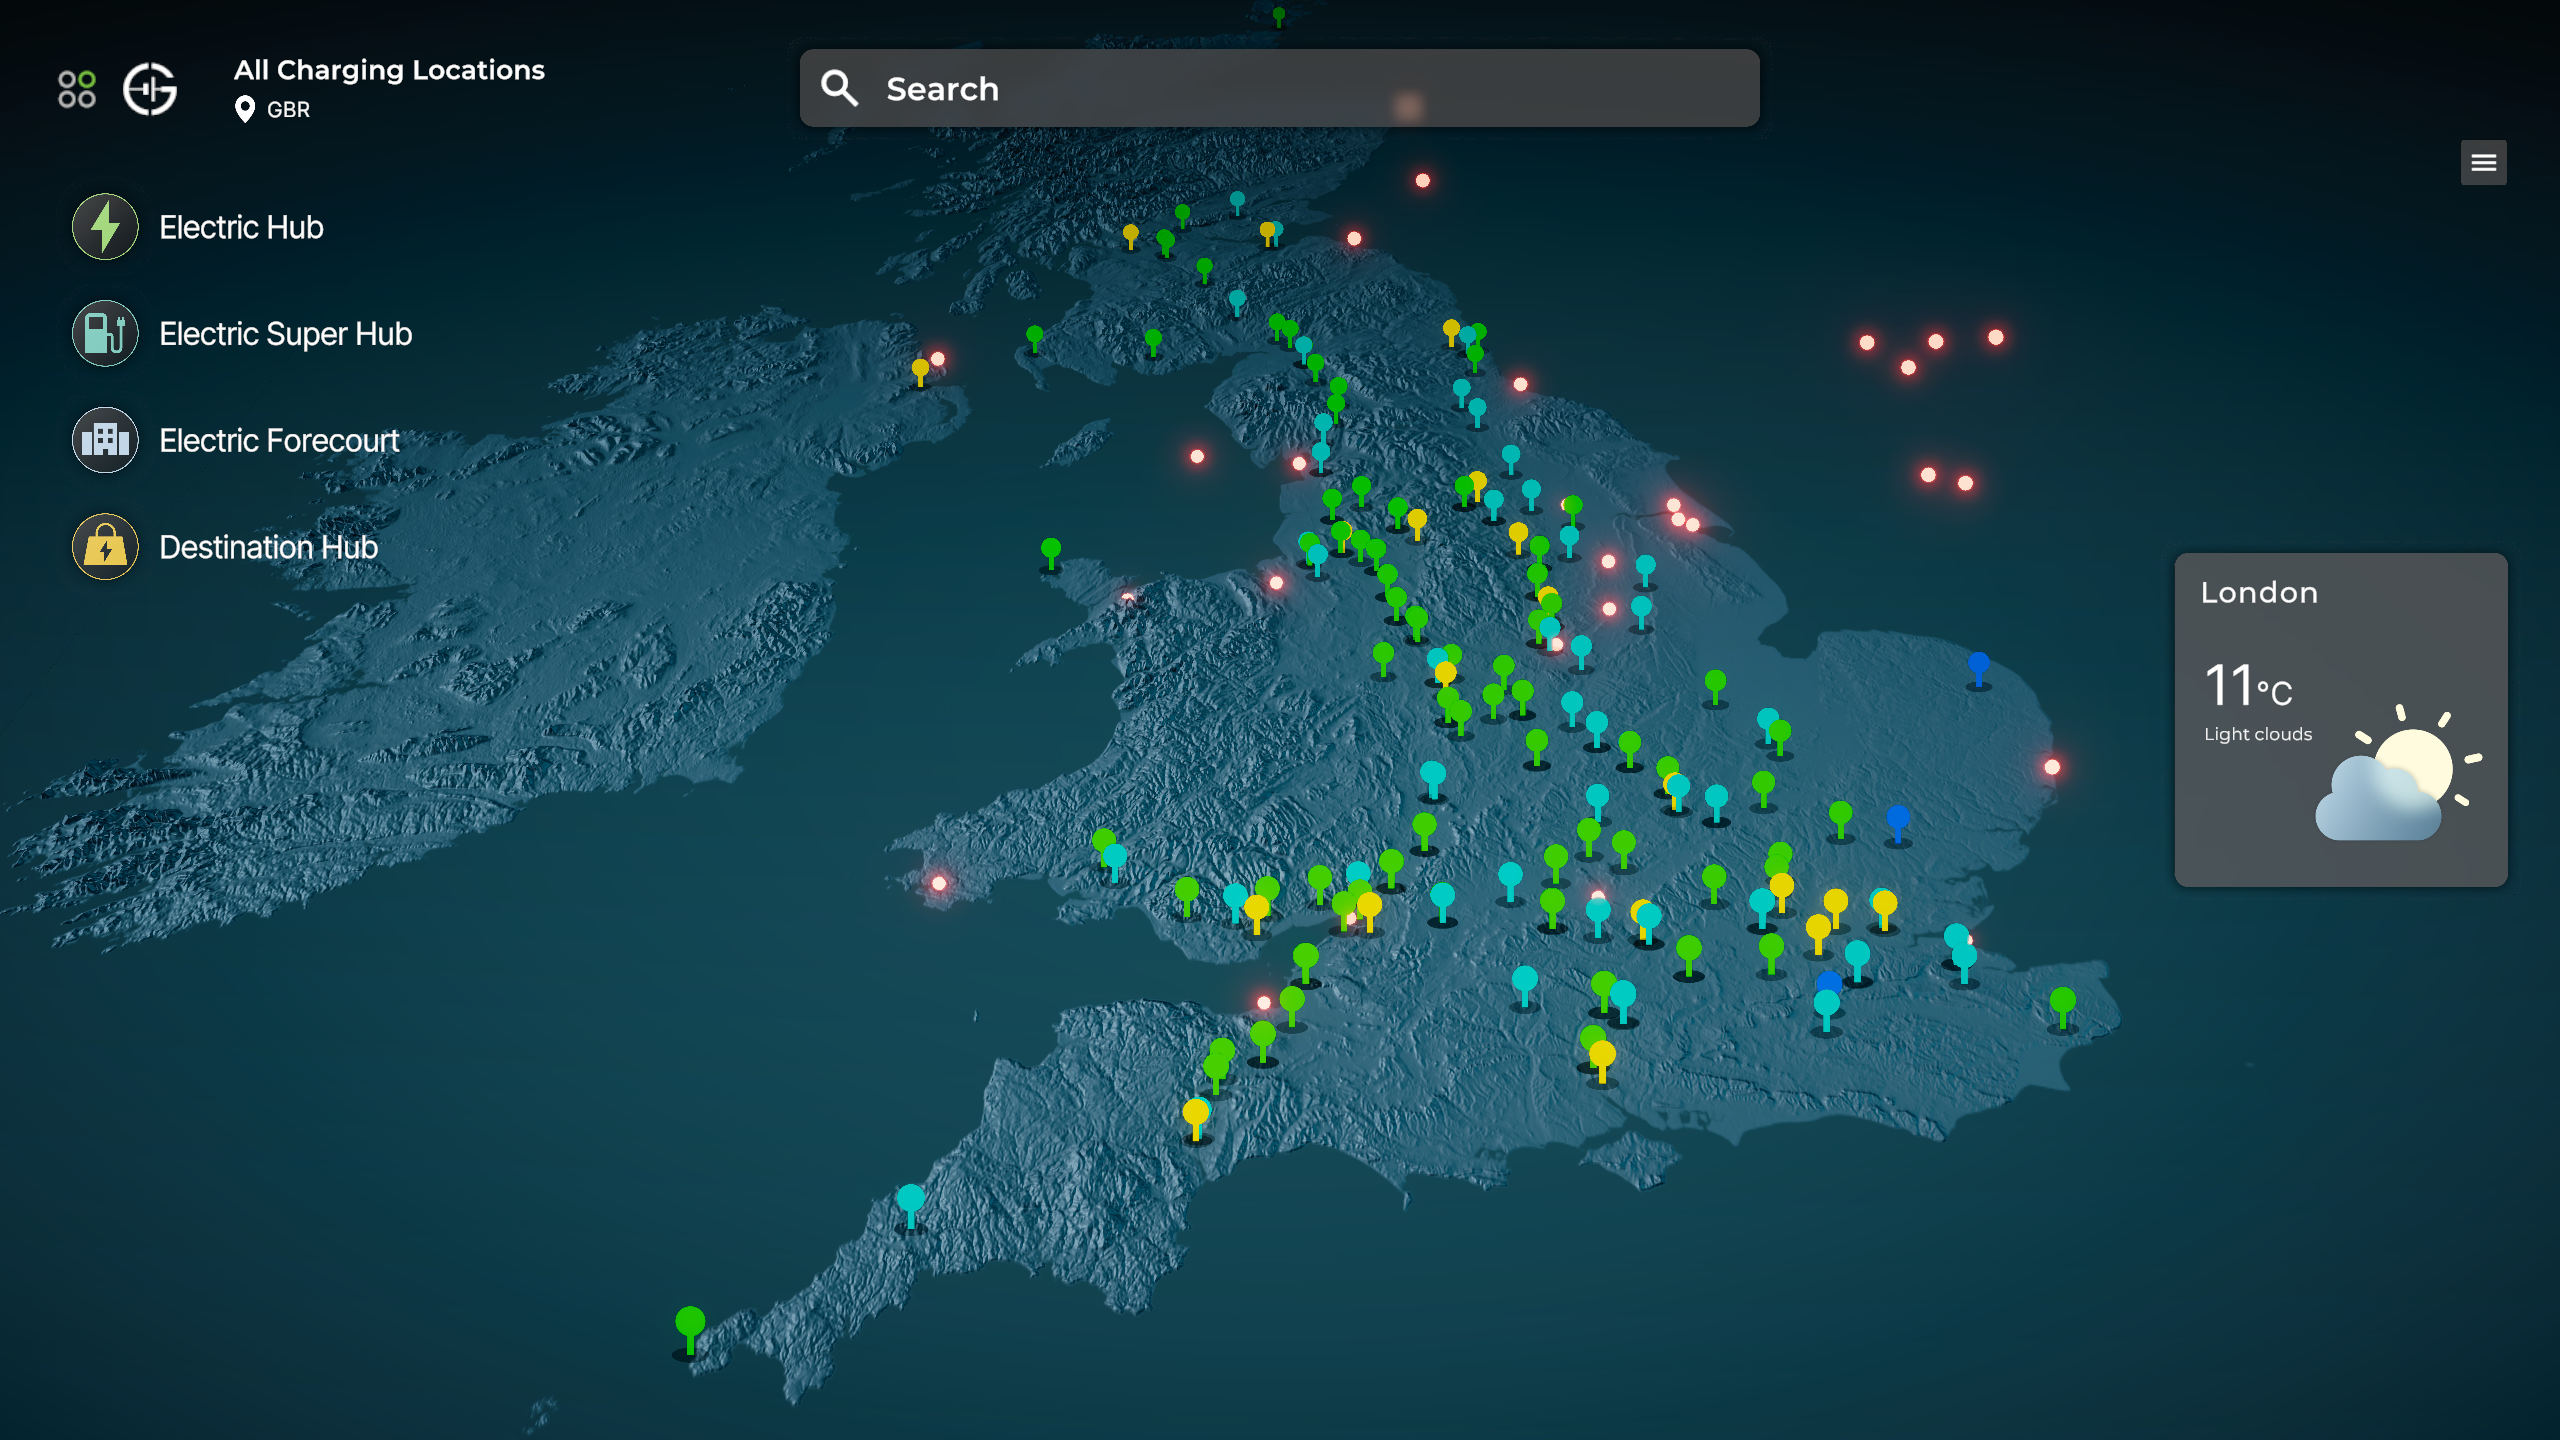 All Charging Locations
GBR
Search
Electric Hub
Electric Super Hub
Electric Forecourt
Destination Hub
London
11°C
Light clouds